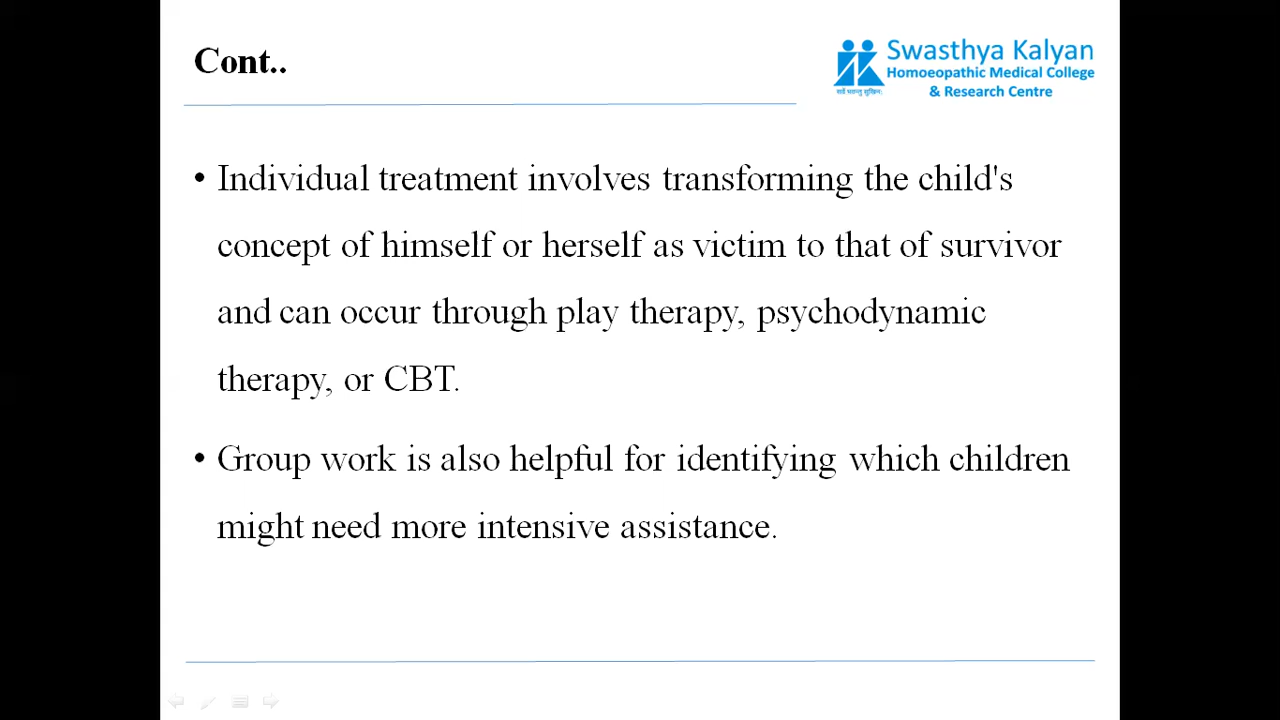 Cont..
Swasthya Kalyan
Homoeopathic Medical College
& Research Centre
सर्वे भवन्तु सुखिनः
• Individual treatment involves transforming the child's
concept of himself or herself as victim to that of survivor
and can occur through play therapy, psychodynamic
therapy, or CBT.
• Group work is also helpful for identifying which children
might need more intensive assistance.